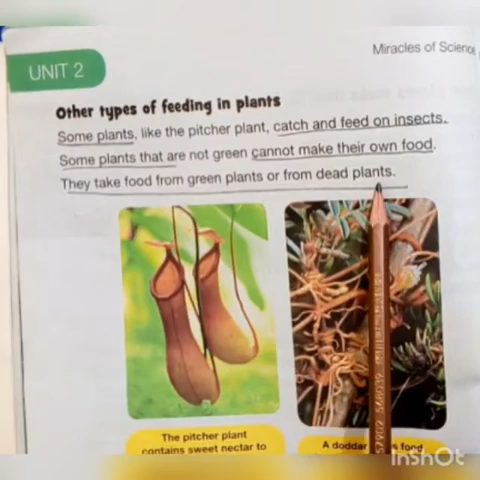 Miracles of Science
UNIT 2
Other types of feeding in plants
Some plants, like the pitcher plant, catch and feed on insects.
Some plants that are not green cannot make their own food.
They take food from green plants or from dead plants.
The pitcher plant
contains sweet nectar to
A doddar food
InShOt